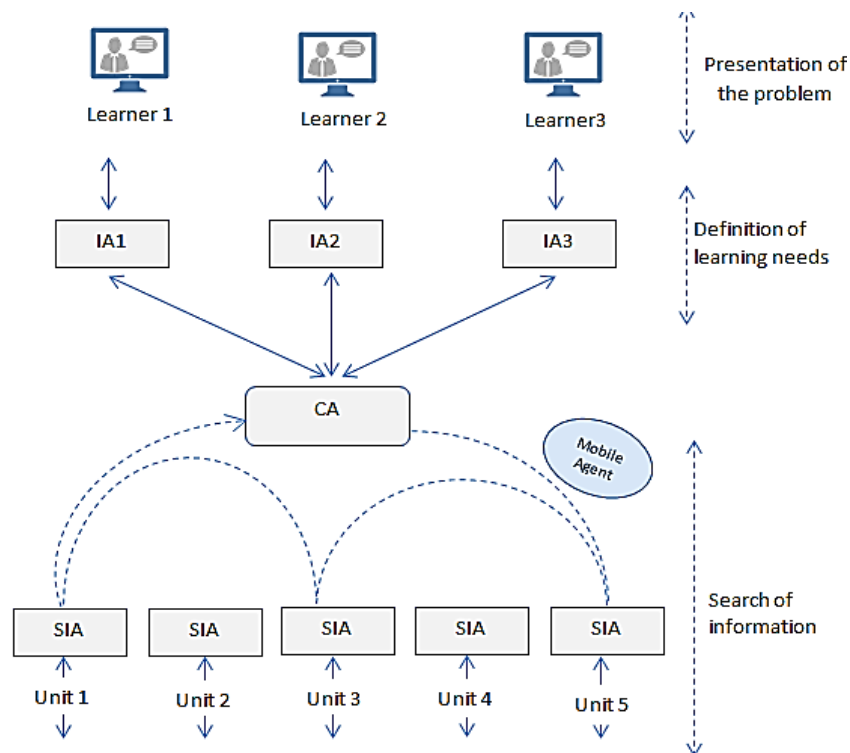 Presentation of
the problem
Learner 1
Learner 2
Learner3
IA1
IA2
IA3
Definition of
learning needs
CA
Mobile
Agent
SIA
SIA
SIA
SIA
SIA
Search of
information
Unit 1
Unit 2
Unit 3
Unit 4
Unit 5